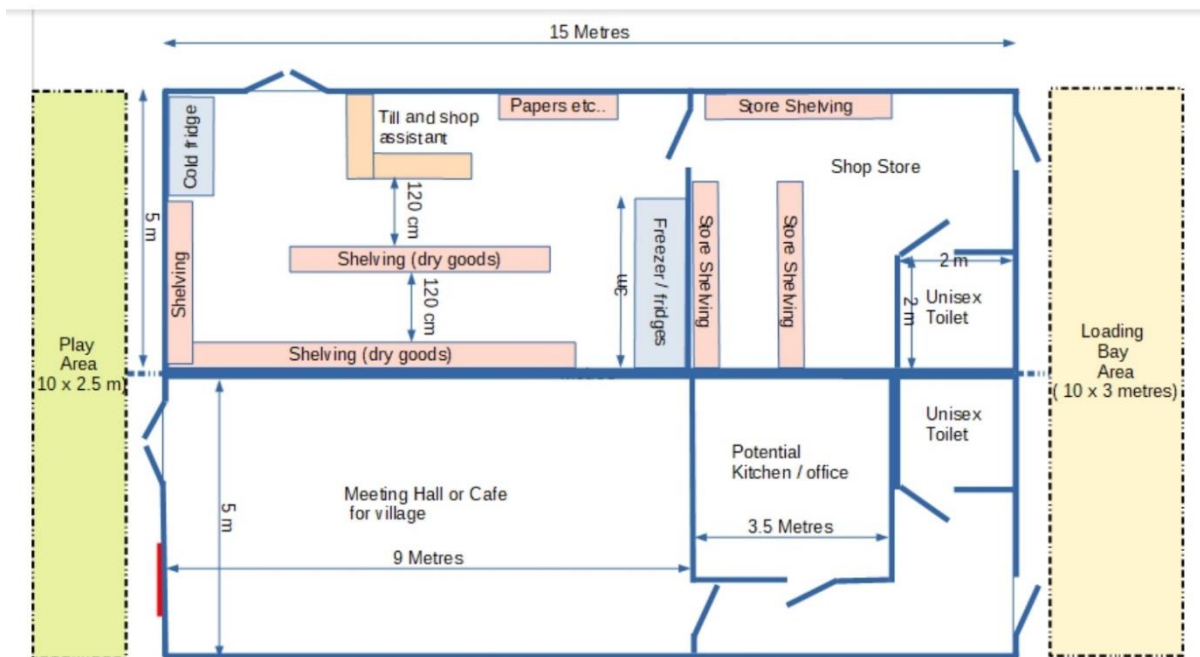 15 Metres
Cold fridge
Till and shop
assistant
Papers etc..
Store Shelving
Shop Store
5 m
120 cm
Shelving
Shelving (dry goods)
120 cm
Shelving (dry goods)
3m
Freezer / fridges
Store Shelving
Store Shelving
2 m
2 m
Unisex
Toilet
Play
Area
10 x 2.5 m)
Loading
Bay
Area
( 10 x 3 metres)
Unisex
Toilet
Potential
Kitchen / office
Meeting Hall or Cafe
for village
5 m
3.5 Metres
9 Metres